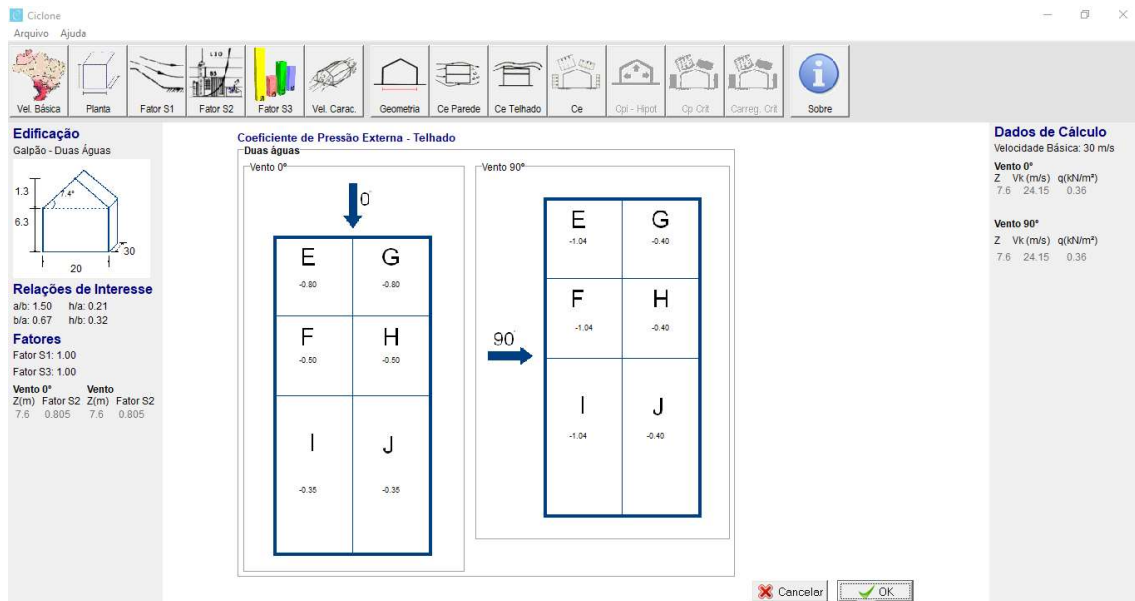 Ciclone
Arquivo Ajuda
Vel. Básica Planta Fator S1 Fator S2 Fator S3 Vel. Carac. Geometria Ce Parede Ce Telhado Ce Cpi - Hipot Cp Crit Carreg. Crit Sobre
Edificação
Galpão - Duas Águas
1.3
7.4°
6.3
30
20
Relações de Interesse
a/b: 1.50 h/a: 0.21
b/a: 0.67 h/b: 0.32
Fatores
Fator S1: 1.00
Fator S3: 1.00
Vento 0° Vento
Z(m) Fator S2 Z(m) Fator S2
7.6 0.805 7.6 0.805
Coeficiente de Pressão Externa - Telhado
Duas águas
Vento 0°
0°
E G
-0.80 -0.80
F H
-0.50 -0.50
I J
-0.35 -0.35
Vento 90°
90°
E G
-1.04 -0.40
F H
-1.04 -0.40
I J
-1.04 -0.40
Cancelar OK
Dados de Cálculo
Velocidade Básica: 30 m/s
Vento 0°
Z Vk (m/s) q(kN/m²)
7.6 24.15 0.36
Vento 90°
Z Vk (m/s) q(kN/m²)
7.6 24.15 0.36